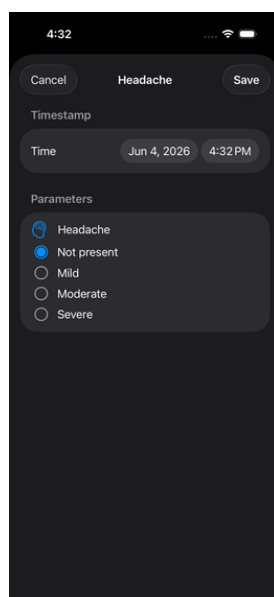 4:32
Cancel Headache Save
Timestamp
Time Jun 4, 2026 4:32 PM
Parameters
Headache
Not present
Mild
Moderate
Severe